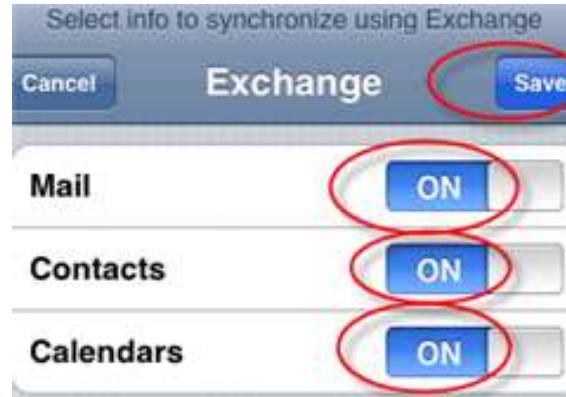 Select info to synchronize using Exchange
Cancel Exchange Save
Mail ON
Contacts ON
Calendars ON